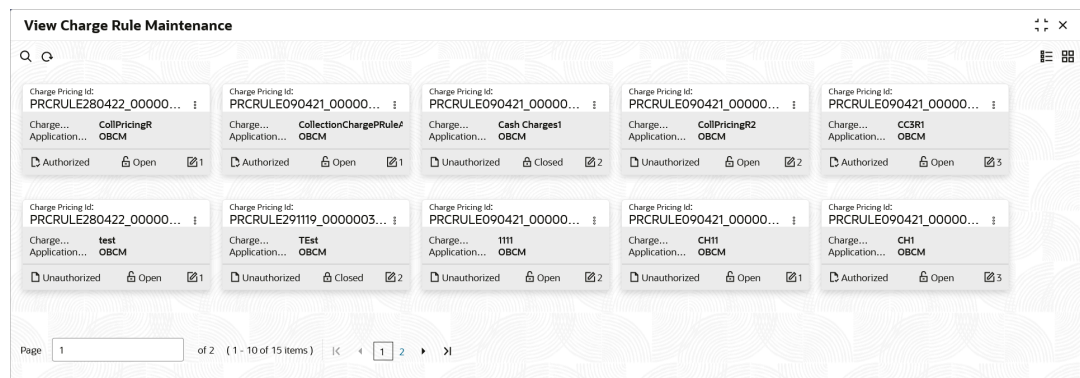 View Charge Rule Maintenance
Charge Pricing Id:
PRCRULE280422_00000...
Charge... CollPricingR
Application... OBCM
Authorized Open 1
Charge Pricing Id:
PRCRULE090421_00000...
Charge... CollectionChargePRuleA
Application... OBCM
Authorized Open 1
Charge Pricing Id:
PRCRULE090421_00000...
Charge... Cash Charges1
Application... OBCM
Unauthorized Closed 2
Charge Pricing Id:
PRCRULE090421_00000...
Charge... CollPricingR2
Application... OBCM
Unauthorized Open 2
Charge Pricing Id:
PRCRULE090421_00000...
Charge... CC3R1
Application... OBCM
Authorized Open 3
Charge Pricing Id:
PRCRULE280422_00000...
Charge... test
Application... OBCM
Unauthorized Open 1
Charge Pricing Id:
PRCRULE291119_0000003...
Charge... TEst
Application... OBCM
Unauthorized Closed 2
Charge Pricing Id:
PRCRULE090421_00000...
Charge... 1111
Application... OBCM
Unauthorized Open 2
Charge Pricing Id:
PRCRULE090421_00000...
Charge... CH11
Application... OBCM
Unauthorized Open 1
Charge Pricing Id:
PRCRULE090421_00000...
Charge... CH1
Application... OBCM
Authorized Open 3
Page 1 of 2 ( 1 - 10 of 15 items ) 1 2